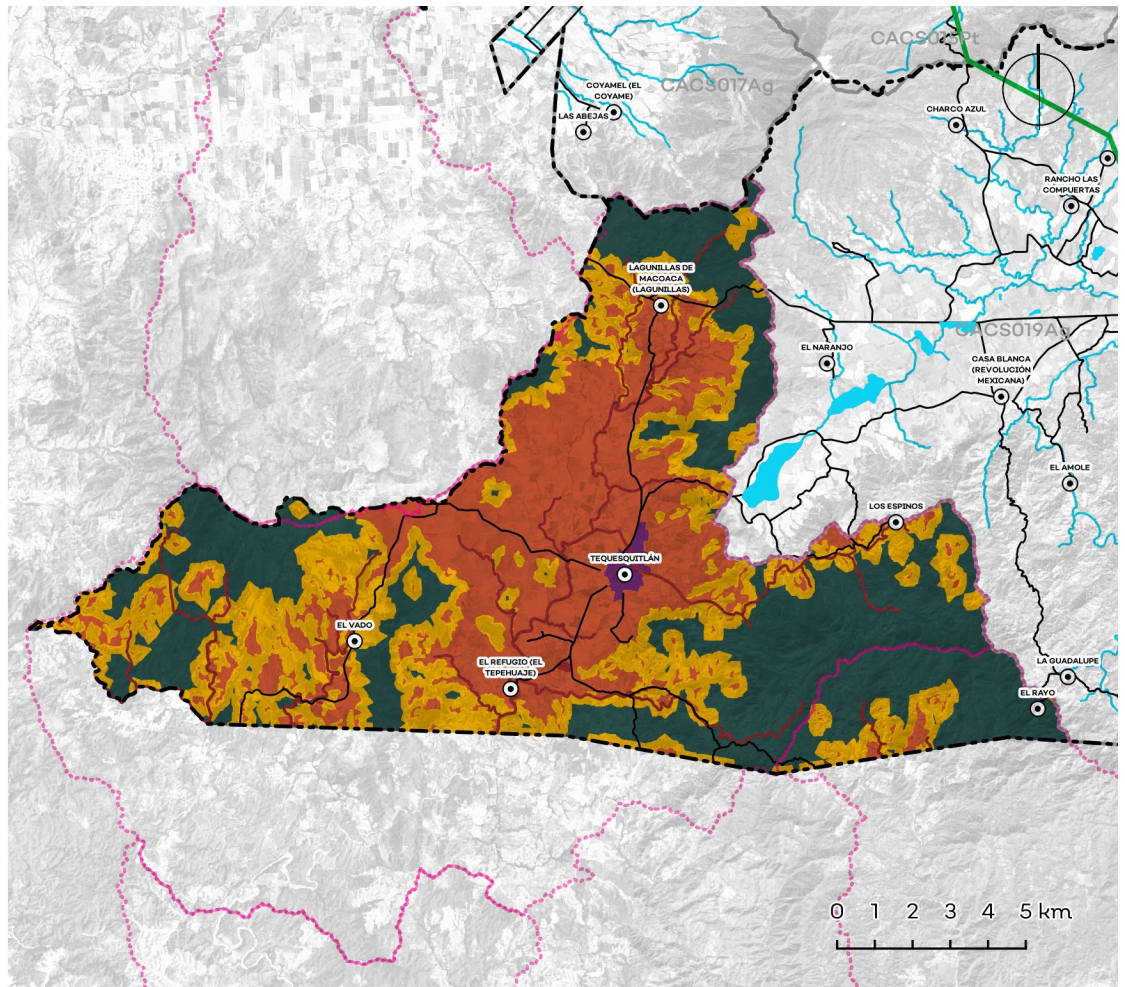 CACS015Pt
CACS017Ag
COYAMEL (EL
COYAME)
LAS ABEJAS
CHARCO AZUL
RANCHO LAS
COMPUERTAS
LAGUNILLAS DE
MACOACA
(LAGUNILLAS)
CACS019Ag
EL NARANJO
CASA BLANCA
(REVOLUCIÓN
MEXICANA)
EL AMOLE
LOS ESPINOS
TEQUESQUITLÁN
EL VADO
EL REFUGIO (EL
TEPEHUAJE)
LA GUADALUPE
EL RAYO
0 1 2 3 4 5 km